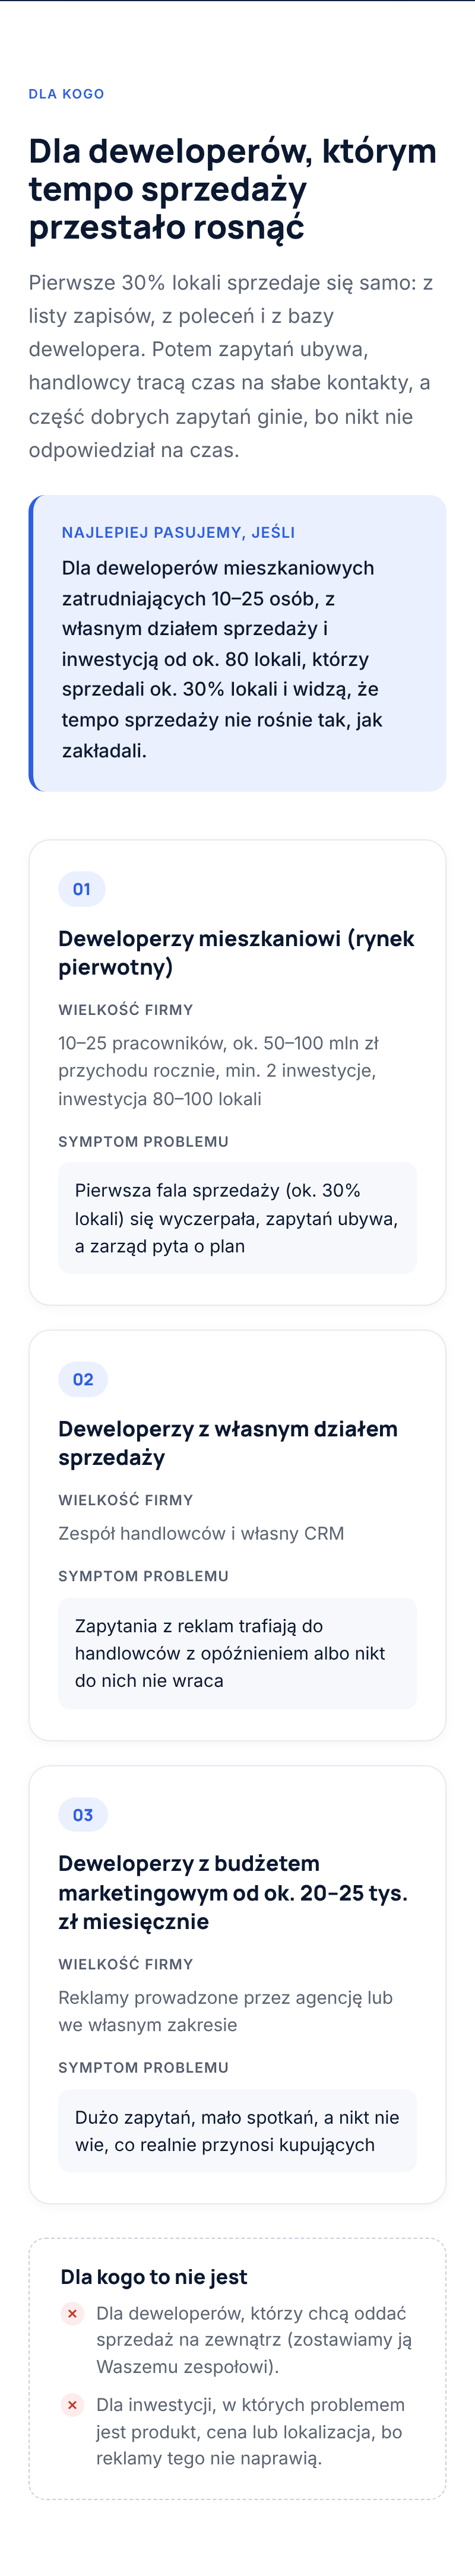 DLA KOGO
Dla deweloperów, którym
tempo sprzedaży
przestało rosnąć
Pierwsze 30% lokali sprzedaje się samo: z
listy zapisów, z poleceń i z bazy
dewelopera. Potem zapytań ubywa,
handlowcy tracą czas na słabe kontakty, a
część dobrych zapytań ginie, bo nikt nie
odpowiedział na czas.
NAJLEPIEJ PASUJEMY, JEŚLI
Dla deweloperów mieszkaniowych
zatrudniających 10–25 osób, z
własnym działem sprzedaży i
inwestycją od ok. 80 lokali, którzy
sprzedali ok. 30% lokali i widzą, że
tempo sprzedaży nie rośnie tak, jak
zakładali.
01
Deweloperzy mieszkaniowi (rynek
pierwotny)
WIELKOŚĆ FIRMY
10–25 pracowników, ok. 50–100 mln zł
przychodu rocznie, min. 2 inwestycje,
inwestycja 80–100 lokali
SYMPTOM PROBLEMU
Pierwsza fala sprzedaży (ok. 30%
lokali) się wyczerpała, zapytań ubywa,
a zarząd pyta o plan
02
Deweloperzy z własnym działem
sprzedaży
WIELKOŚĆ FIRMY
Zespół handlowców i własny CRM
SYMPTOM PROBLEMU
Zapytania z reklam trafiają do
handlowców z opóźnieniem albo nikt
do nich nie wraca
03
Deweloperzy z budżetem
marketingowym od ok. 20–25 tys.
zł miesięcznie
WIELKOŚĆ FIRMY
Reklamy prowadzone przez agencję lub
we własnym zakresie
SYMPTOM PROBLEMU
Dużo zapytań, mało spotkań, a nikt nie
wie, co realnie przynosi kupujących
Dla kogo to nie jest
Dla deweloperów, którzy chcą oddać
sprzedaż na zewnątrz (zostawiamy ją
Waszemu zespołowi).
Dla inwestycji, w których problemem
jest produkt, cena lub lokalizacja, bo
reklamy tego nie naprawią.